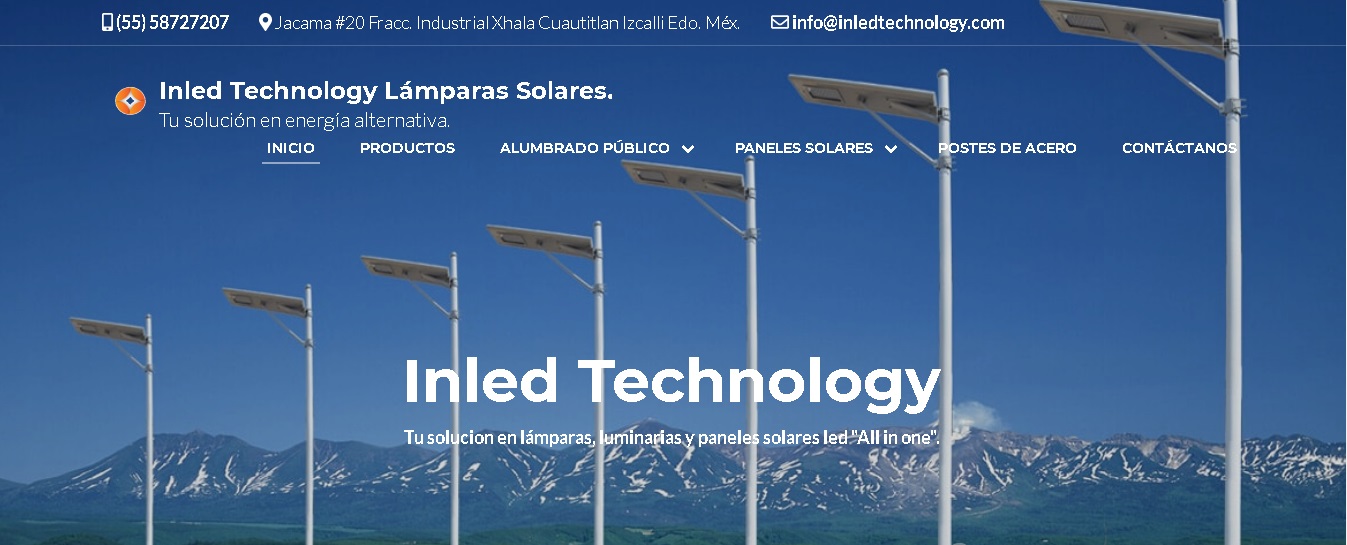 (55) 58727207 Jacama #20 Fracc. Industrial Xhala Cuautitlan Izcalli Edo. Méx. info@inledtechnology.com
Inled Technology Lámparas Solares.
Tu solución en energía alternativa.
INICIO PRODUCTOS ALUMBRADO PÚBLICO PANELES SOLARES POSTES DE ACERO CONTÁCTANOS
Inled Technology
Tu solucion en lámparas, luminarias y paneles solares led "All in one".